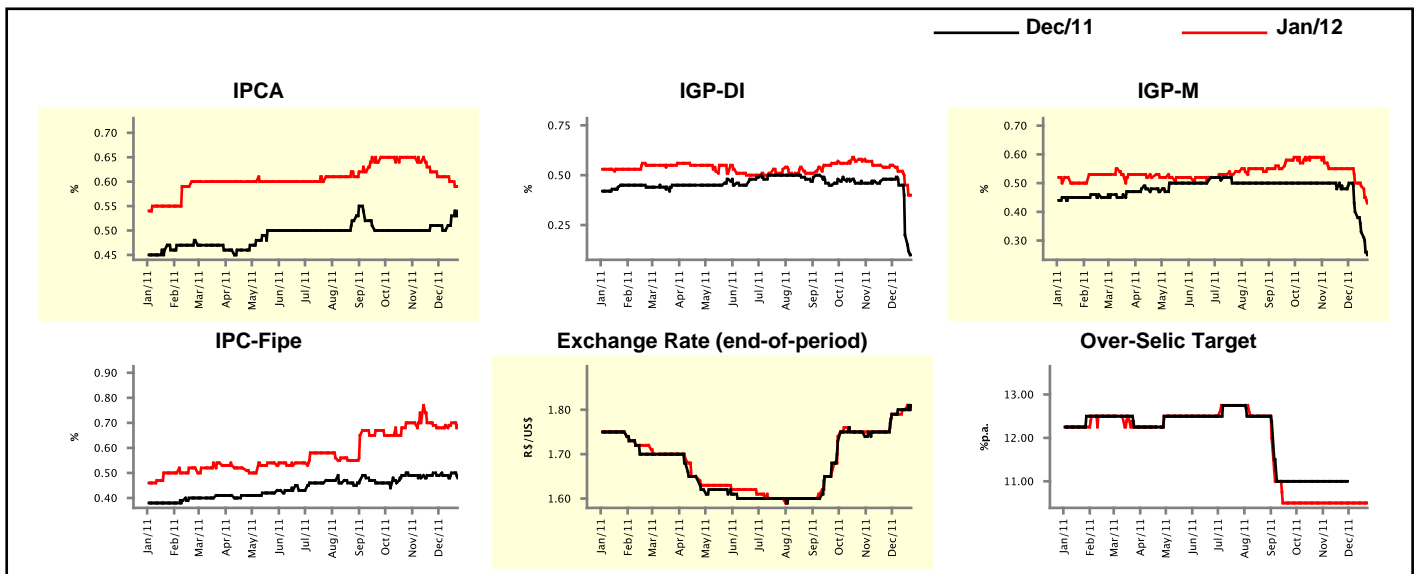 Dec/11 Jan/12
IPCA
0.70
0.65
0.60
0.55
0.50
0.45
%
Jan/11 Feb/11 Mar/11 Apr/11 May/11 Jun/11 Jul/11 Aug/11 Sep/11 Oct/11 Nov/11 Dec/11
IGP-DI
0.75
0.50
0.25
%
Jan/11 Feb/11 Mar/11 Apr/11 May/11 Jun/11 Jul/11 Aug/11 Sep/11 Oct/11 Nov/11 Dec/11
IGP-M
0.70
0.60
0.50
0.40
0.30
%
Jan/11 Feb/11 Mar/11 Apr/11 May/11 Jun/11 Jul/11 Aug/11 Sep/11 Oct/11 Nov/11 Dec/11
IPC-Fipe
0.90
0.80
0.70
0.60
0.50
0.40
%
Jan/11 Feb/11 Mar/11 Apr/11 May/11 Jun/11 Jul/11 Aug/11 Sep/11 Oct/11 Nov/11 Dec/11
Exchange Rate (end-of-period)
1.80
1.70
1.60
R$/US$
Jan/11 Feb/11 Mar/11 Apr/11 May/11 Jun/11 Jul/11 Aug/11 Sep/11 Oct/11 Nov/11 Dec/11
Over-Selic Target
13.00
12.00
11.00
%p.a.
Jan/11 Feb/11 Mar/11 Apr/11 May/11 Jun/11 Jul/11 Aug/11 Sep/11 Oct/11 Nov/11 Dec/11